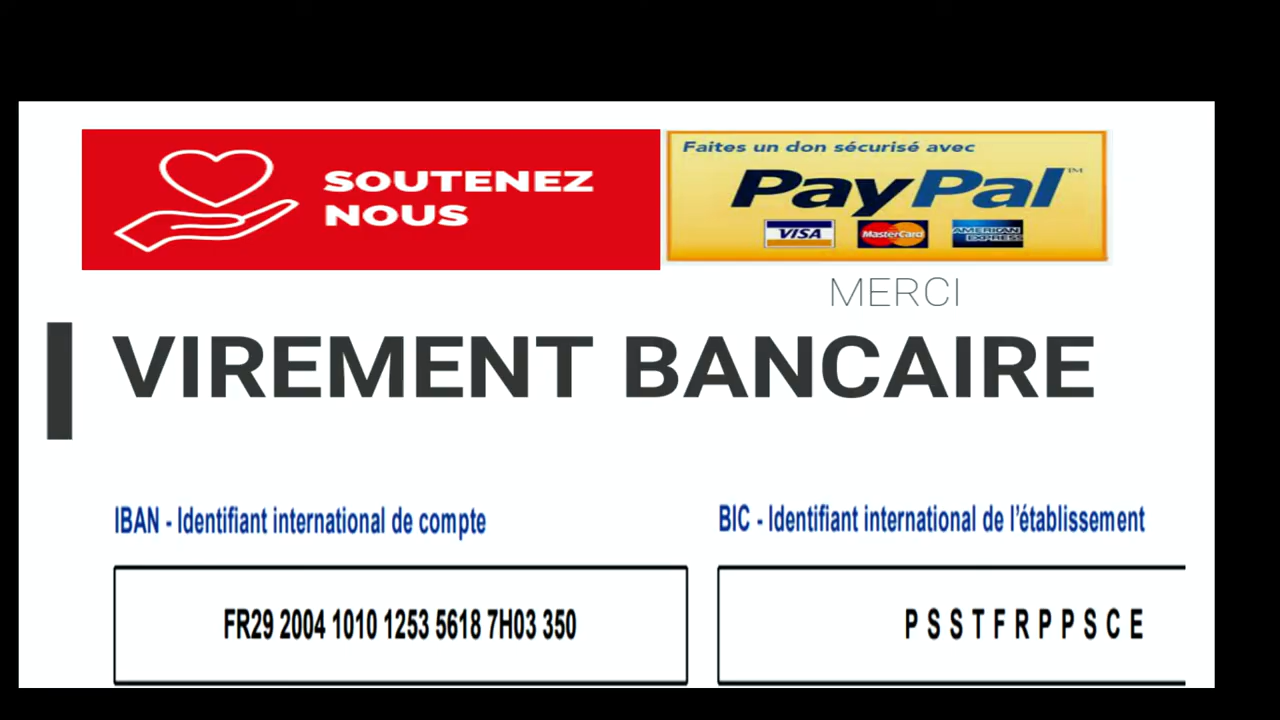 SOUTENEZ
NOUS
Faites un don sécurisé avec
PayPal™
VISA MasterCard AMERICAN EXPRESS
MERCI
VIREMENT BANCAIRE
IBAN - Identifiant international de compte
BIC - Identifiant international de l'établissement
FR29 2004 1010 1253 5618 7H03 350
P S S T F R P P S C E